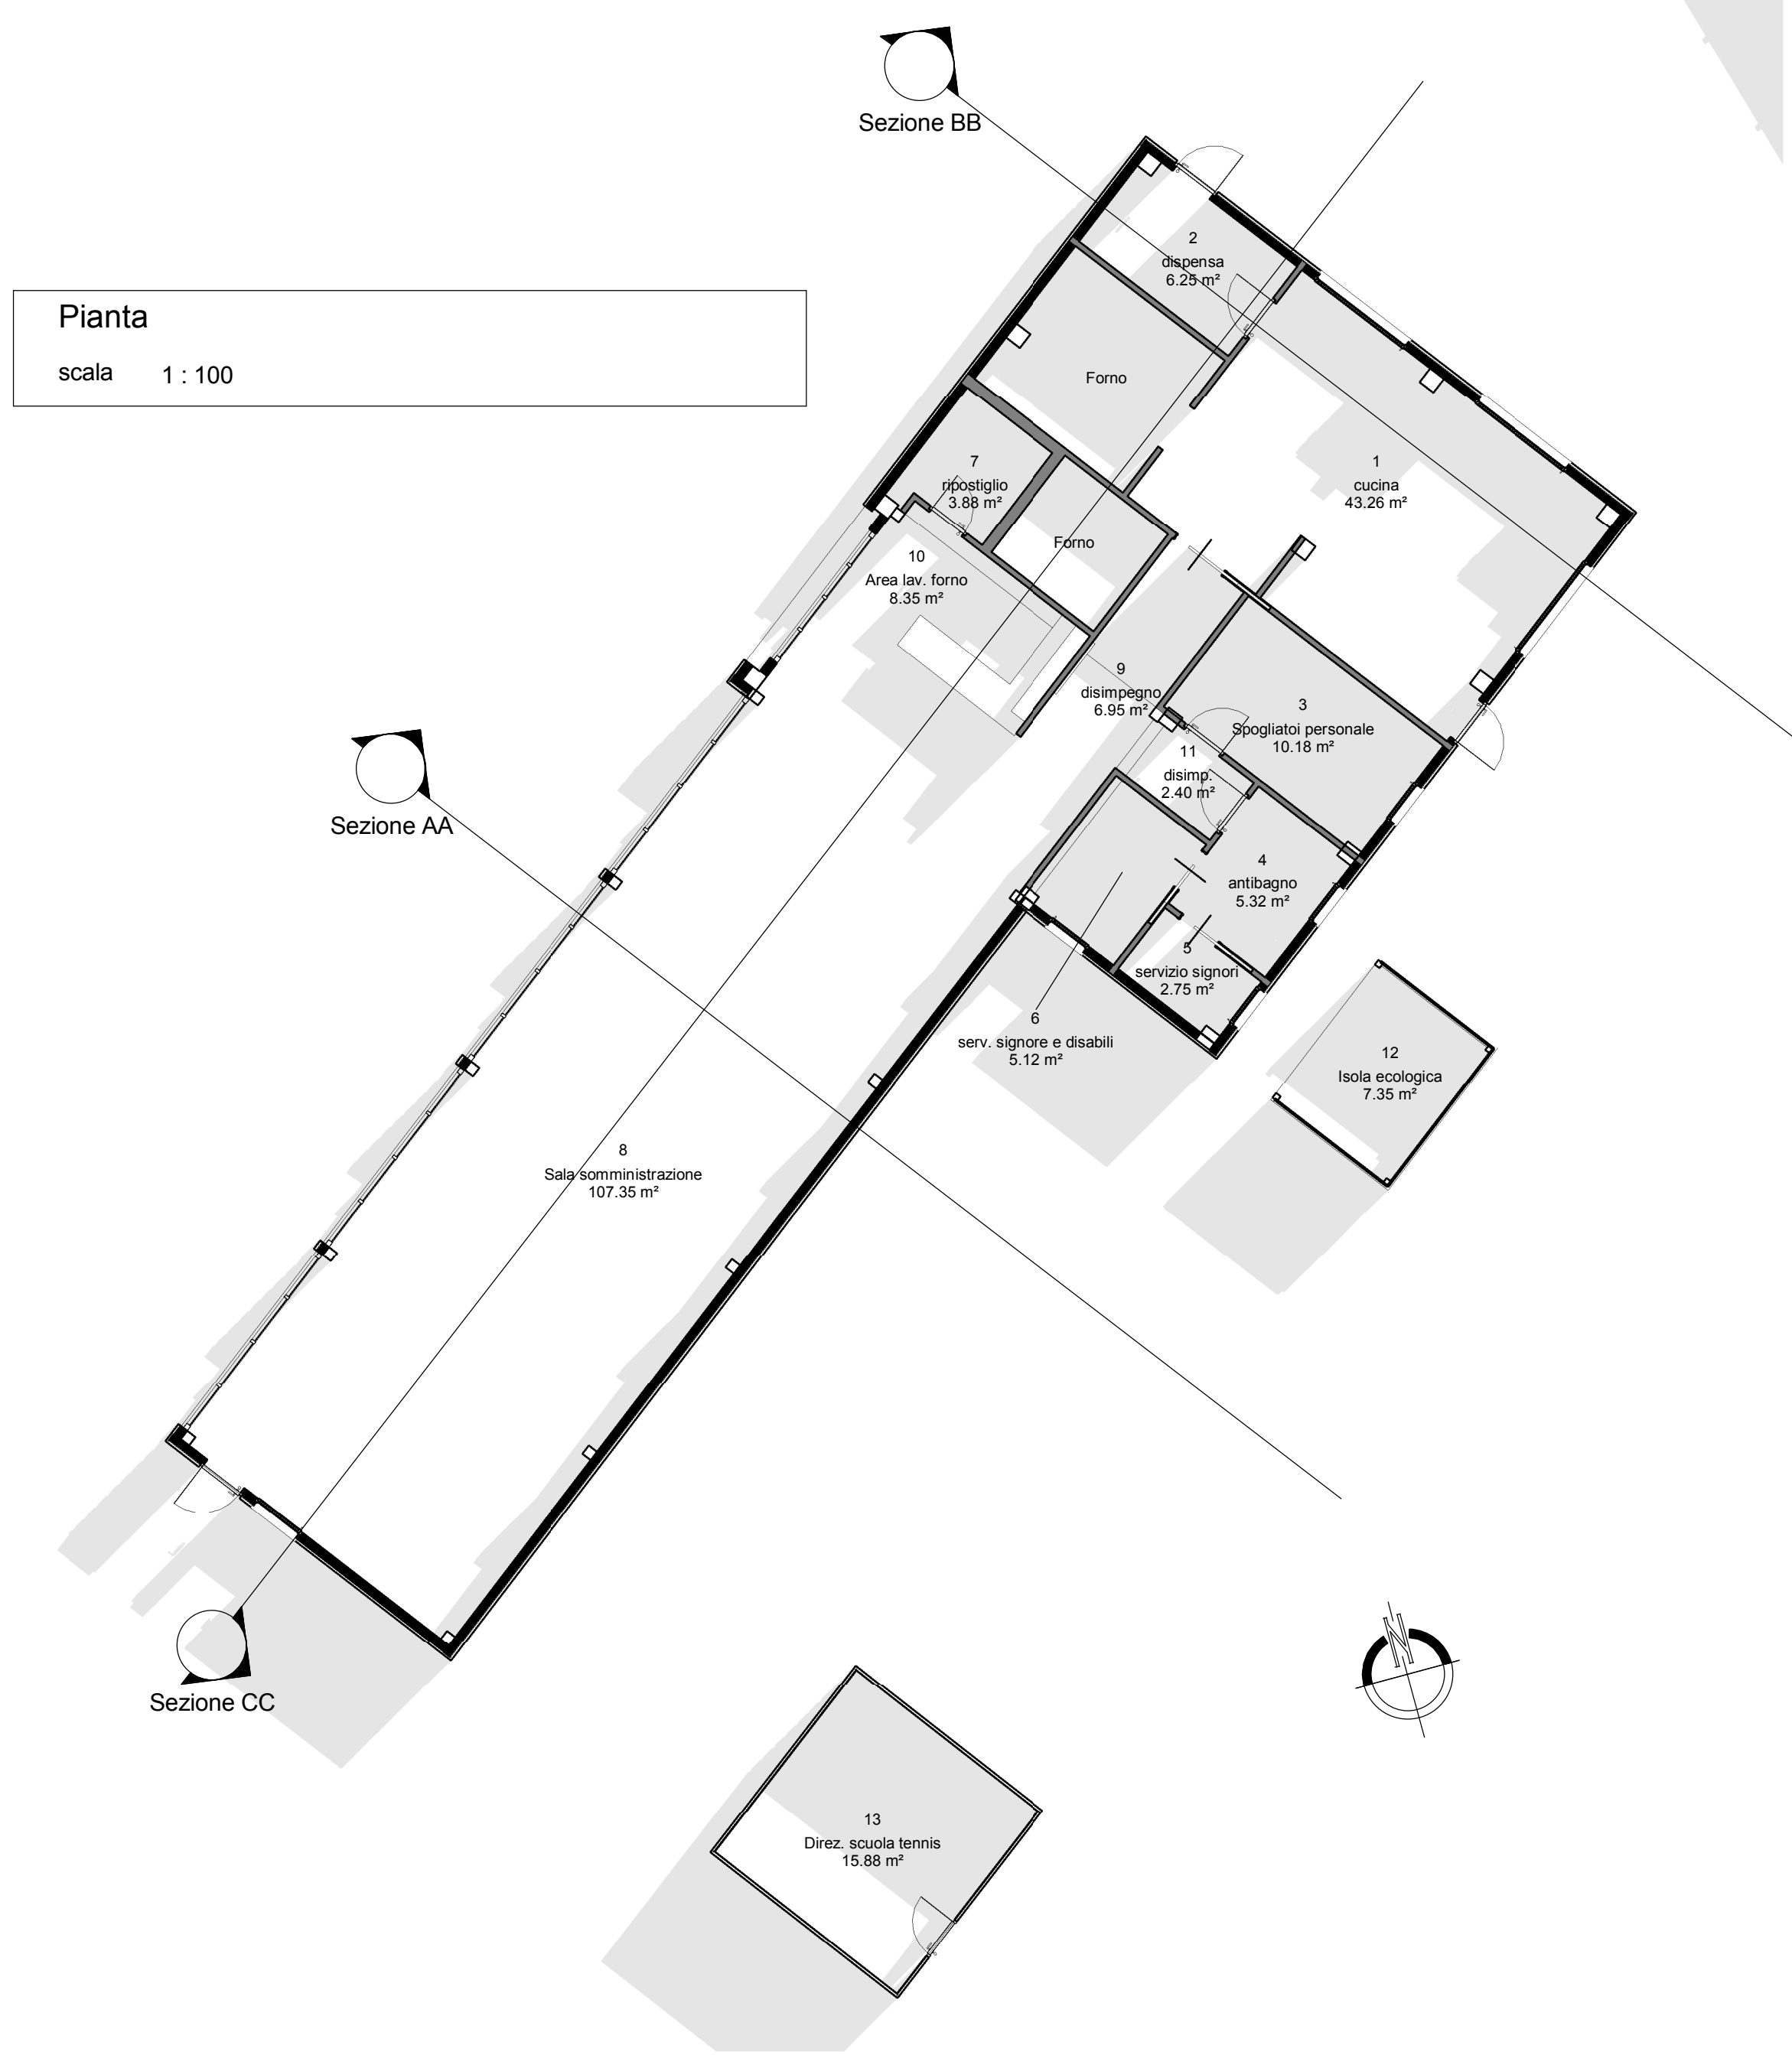 Sezione BB
Pianta
scala 1 : 100
2
dispensa
6.25 m²
Forno
1
cucina
43.26 m²
7
ripostiglio
3.88 m²
Forno
10
Area lav. forno
8.35 m²
9
disimpegno
6.95 m²
3
Spogliatoi personale
10.18 m²
11
disimp.
2.40 m²
Sezione AA
4
antibagno
5.32 m²
5
servizio signori
2.75 m²
6
serv. signore e disabili
5.12 m²
12
Isola ecologica
7.35 m²
8
Sala somministrazione
107.35 m²
N
Sezione CC
13
Direz. scuola tennis
15.88 m²